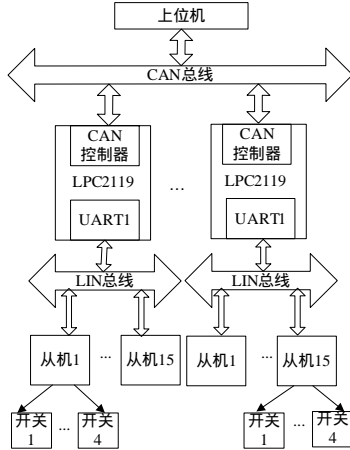 上位机
CAN总线
CAN
控制器
LPC2119
UART1
...
CAN
控制器
LPC2119
UART1
LIN总线
LIN总线
从机1
...
从机15
从机1
...
从机15
开关
1
...
开关
4
开关
1
...
开关
4